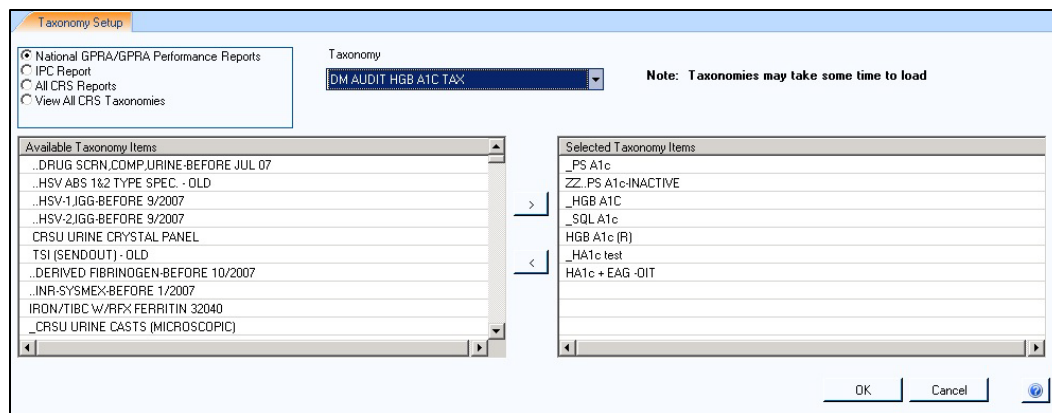 Taxonomy Setup
National GPRA/GPRA Performance Reports
IPC Report
All CRS Reports
View All CRS Taxonomies
Taxonomy
DM AUDIT HGB A1C TAX
Note: Taxonomies may take some time to load
Available Taxonomy Items
..DRUG SCRN,COMP,URINE-BEFORE JUL 07
..HSV ABS 1&2 TYPE SPEC. - OLD
..HSV-1,IGG-BEFORE 9/2007
..HSV-2,IGG-BEFORE 9/2007
CRSU URINE CRYSTAL PANEL
TSI (SENDOUT) - OLD
..DERIVED FIBRINOGEN-BEFORE 10/2007
..INR-SYSMEX-BEFORE 1/2007
IRON/TIBC W/RFX FERRITIN 32040
_CRSU URINE CASTS (MICROSCOPIC)
>
<
Selected Taxonomy Items
_PS A1c
ZZ..PS A1c-INACTIVE
_HGB A1C
_SQL A1c
HGB A1c (R)
_HA1c test
HA1c + EAG -OIT
OK
Cancel
?